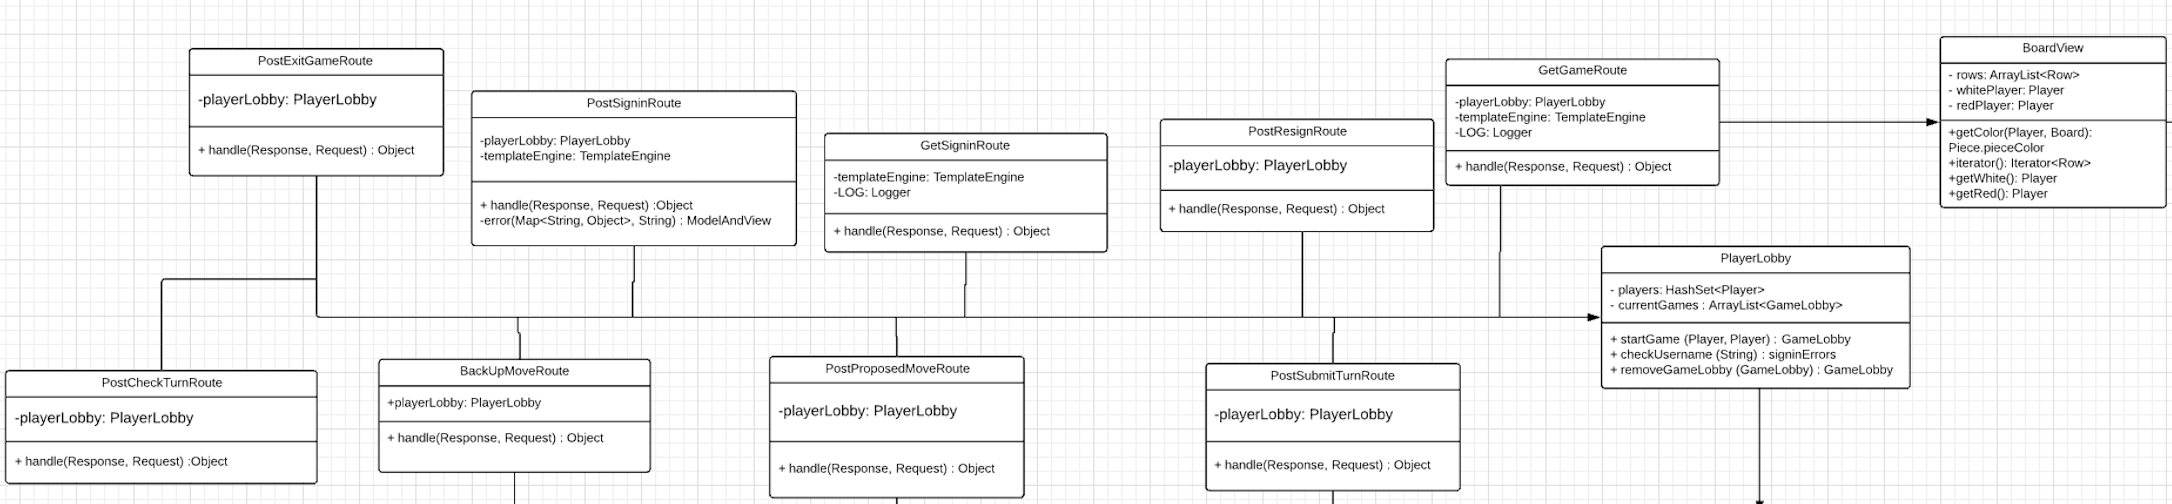 PostExitGameRoute
-playerLobby: PlayerLobby
+ handle(Response, Request) : Object
PostSigninRoute
-playerLobby: PlayerLobby
-templateEngine: TemplateEngine
+ handle(Response, Request) :Object
-error(Map<String, Object>, String) : ModelAndView
GetSigninRoute
-templateEngine: TemplateEngine
-LOG: Logger
+ handle(Response, Request) : Object
PostResignRoute
-playerLobby: PlayerLobby
+ handle(Response, Request) : Object
GetGameRoute
-playerLobby: PlayerLobby
-templateEngine: TemplateEngine
-LOG: Logger
+ handle(Response, Request) : Object
BoardView
- rows: ArrayList<Row>
- whitePlayer: Player
- redPlayer: Player
+getColor(Player, Board):
Piece.pieceColor
+iterator(): Iterator<Row>
+getWhite(): Player
+getRed(): Player
PlayerLobby
- players: HashSet<Player>
- currentGames : ArrayList<GameLobby>
+ startGame (Player, Player) : GameLobby
+ checkUsername (String) : signinErrors
+ removeGameLobby (GameLobby) : GameLobby
PostCheckTurnRoute
-playerLobby: PlayerLobby
+ handle(Response, Request) :Object
BackUpMoveRoute
+playerLobby: PlayerLobby
+ handle(Response, Request) : Object
PostProposedMoveRoute
-playerLobby: PlayerLobby
+ handle(Response, Request) : Object
PostSubmitTurnRoute
-playerLobby: PlayerLobby
+ handle(Response, Request) : Object